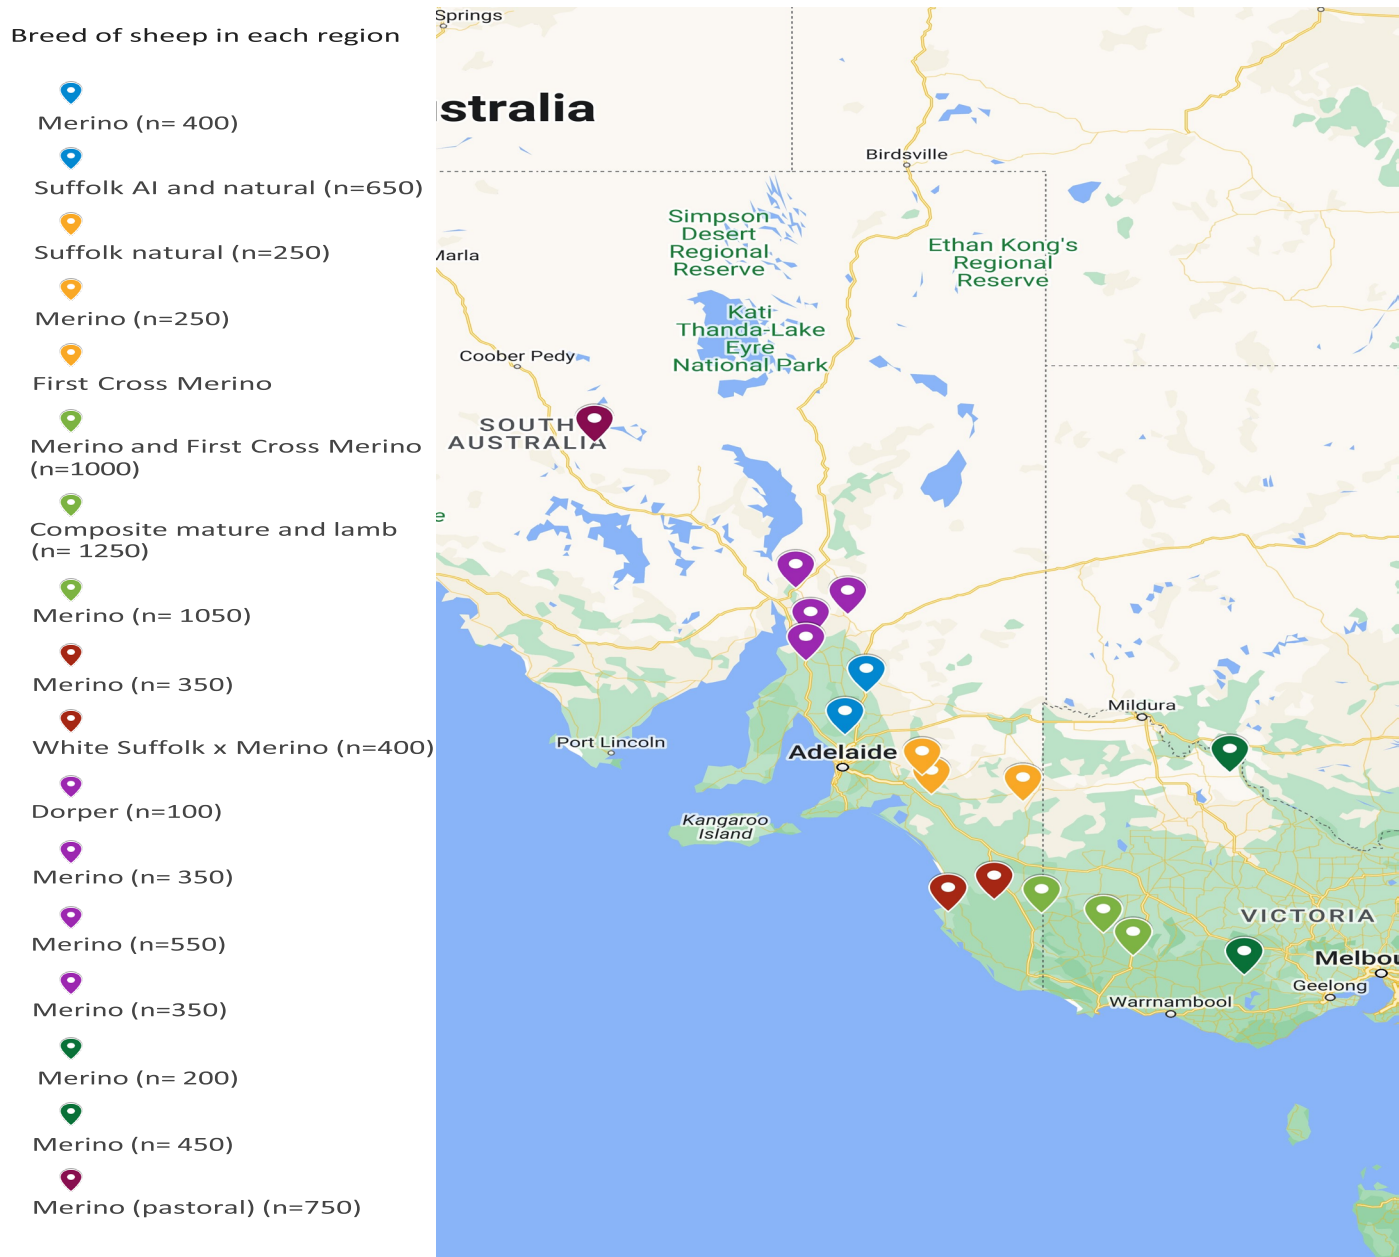 Breed of sheep in each region
Merino (n= 400)
Suffolk AI and natural (n=650)
Suffolk natural (n=250)
Merino (n=250)
First Cross Merino
Merino and First Cross Merino
(n=1000)
Composite mature and lamb
(n= 1250)
Merino (n= 1050)
Merino (n= 350)
White Suffolk x Merino (n=400)
Dorper (n=100)
Merino (n= 350)
Merino (n=550)
Merino (n=350)
Merino (n= 200)
Merino (n= 450)
Merino (pastoral) (n=750)
Springs
stralia
Birdsville
Simpson
Desert
Regional
Reserve
Ethan Kong's
Regional
Reserve
Marla
Kati
Thanda-Lake
Eyre
National Park
Coober Pedy
SOUTH
AUSTRALIA
e
Mildura
Port Lincoln
Adelaide
Kangaroo
Island
VICTORIA
Melbou
Geelong
Warrnambool